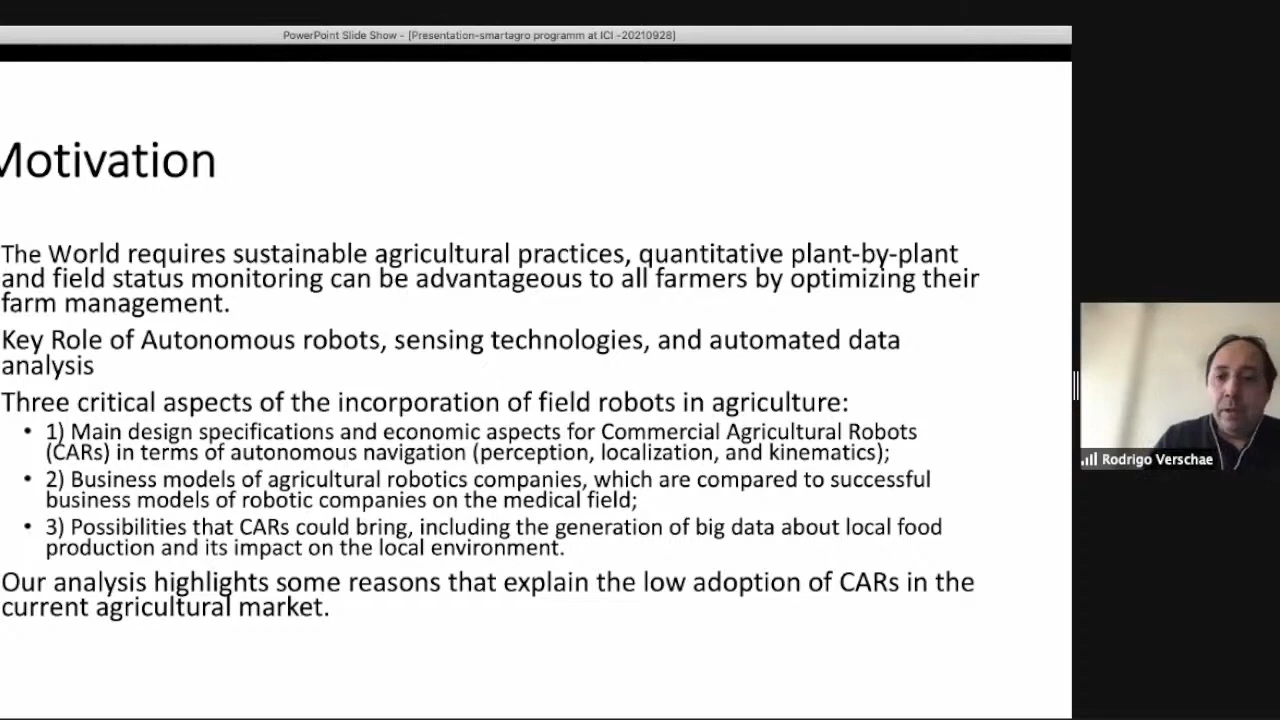 PowerPoint Slide Show - [Presentation-smartagro programm at ICI -20210928]
Motivation
The World requires sustainable agricultural practices, quantitative plant-by-plant
and field status monitoring can be advantageous to all farmers by optimizing their
farm management.
Key Role of Autonomous robots, sensing technologies, and automated data
analysis
Three critical aspects of the incorporation of field robots in agriculture:
• 1) Main design specifications and economic aspects for Commercial Agricultural Robots
(CARs) in terms of autonomous navigation (perception, localization, and kinematics);
• 2) Business models of agricultural robotics companies, which are compared to successful
business models of robotic companies on the medical field;
• 3) Possibilities that CARs could bring, including the generation of big data about local food
production and its impact on the local environment.
Our analysis highlights some reasons that explain the low adoption of CARs in the
current agricultural market.
Rodrigo Verschae